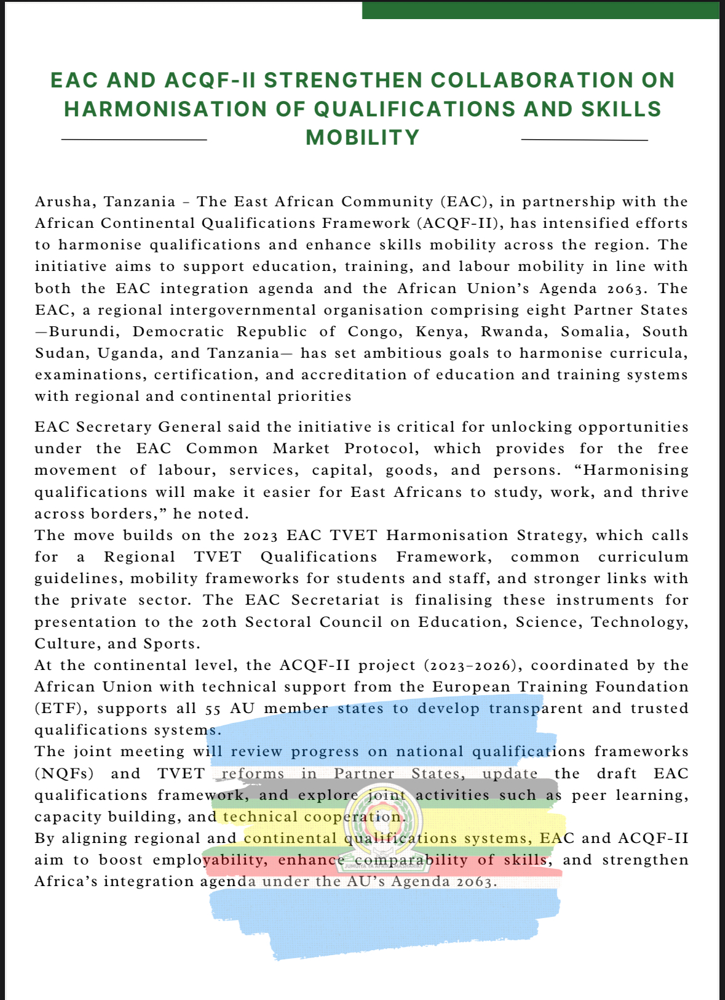 EAC AND ACQF-II STRENGTHEN COLLABORATION ON
HARMONISATION OF QUALIFICATIONS AND SKILLS
MOBILITY
Arusha, Tanzania – The East African Community (EAC), in partnership with the
African Continental Qualifications Framework (ACQF-II), has intensified efforts
to harmonise qualifications and enhance skills mobility across the region. The
initiative aims to support education, training, and labour mobility in line with
both the EAC integration agenda and the African Union’s Agenda 2063. The
EAC, a regional intergovernmental organisation comprising eight Partner States
—Burundi, Democratic Republic of Congo, Kenya, Rwanda, Somalia, South
Sudan, Uganda, and Tanzania— has set ambitious goals to harmonise curricula,
examinations, certification, and accreditation of education and training systems
with regional and continental priorities
EAC Secretary General said the initiative is critical for unlocking opportunities
under the EAC Common Market Protocol, which provides for the free
movement of labour, services, capital, goods, and persons. “Harmonising
qualifications will make it easier for East Africans to study, work, and thrive
across borders,” he noted.
The move builds on the 2023 EAC TVET Harmonisation Strategy, which calls
for a Regional TVET Qualifications Framework, common curriculum
guidelines, mobility frameworks for students and staff, and stronger links with
the private sector. The EAC Secretariat is finalising these instruments for
presentation to the 20th Sectoral Council on Education, Science, Technology,
Culture, and Sports.
At the continental level, the ACQF-II project (2023–2026), coordinated by the
African Union with technical support from the European Training Foundation
(ETF), supports all 55 AU member states to develop transparent and trusted
qualifications systems.
The joint meeting will review progress on national qualifications frameworks
(NQFs) and TVET reforms in Partner States, update the draft EAC
qualifications framework, and explore joint activities such as peer learning,
capacity building, and technical cooperation.
By aligning regional and continental qualifications systems, EAC and ACQF-II
aim to boost employability, enhance comparability of skills, and strengthen
JUMUIYA YA AFRIKA MASHARIKI
Africa’s integration agenda under the AU’s Agenda 2063.